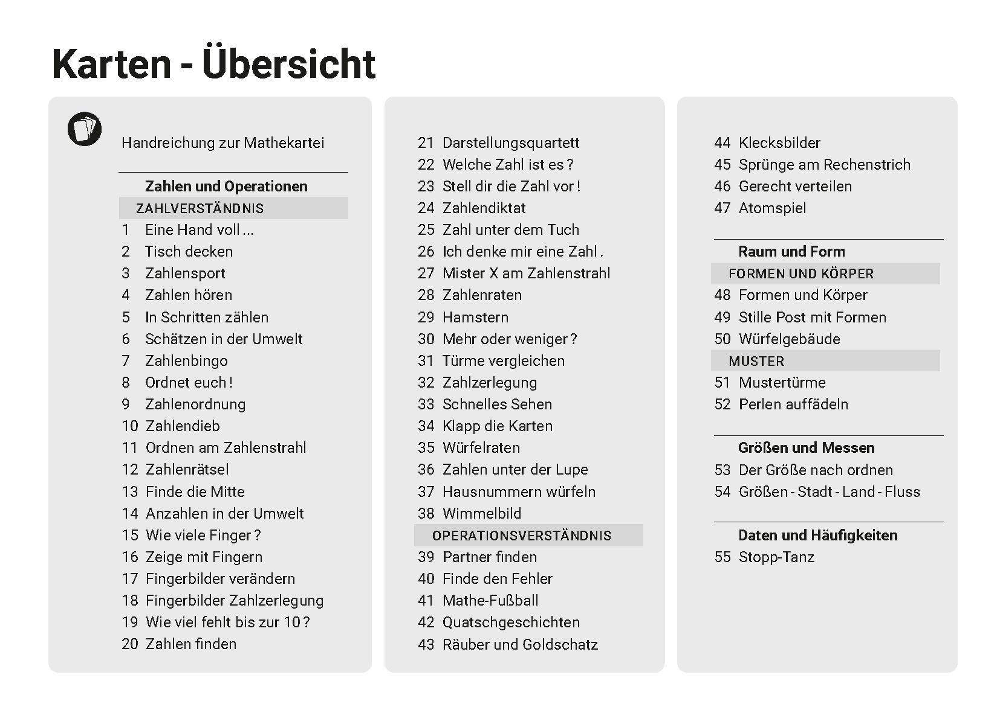 Karten - Übersicht
Handreichung zur Mathekartei
Zahlen und Operationen
ZAHLVERSTÄNDNIS
1 Eine Hand voll ...
2 Tisch decken
3 Zahlensport
4 Zahlen hören
5 In Schritten zählen
6 Schätzen in der Umwelt
7 Zahlenbingo
8 Ordnet euch !
9 Zahlenordnung
10 Zahlendieb
11 Ordnen am Zahlenstrahl
12 Zahlenrätsel
13 Finde die Mitte
14 Anzahlen in der Umwelt
15 Wie viele Finger ?
16 Zeige mit Fingern
17 Fingerbilder verändern
18 Fingerbilder Zahlzerlegung
19 Wie viel fehlt bis zur 10 ?
20 Zahlen finden
21 Darstellungsquartett
22 Welche Zahl ist es ?
23 Stell dir die Zahl vor !
24 Zahlendiktat
25 Zahl unter dem Tuch
26 Ich denke mir eine Zahl .
27 Mister X am Zahlenstrahl
28 Zahlenraten
29 Hamstern
30 Mehr oder weniger ?
31 Türme vergleichen
32 Zahlzerlegung
33 Schnelles Sehen
34 Klapp die Karten
35 Würfelraten
36 Zahlen unter der Lupe
37 Hausnummern würfeln
38 Wimmelbild
OPERATIONSVERSTÄNDNIS
39 Partner finden
40 Finde den Fehler
41 Mathe-Fußball
42 Quatschgeschichten
43 Räuber und Goldschatz
44 Klecksbilder
45 Sprünge am Rechenstrich
46 Gerecht verteilen
47 Atomspiel
Raum und Form
FORMEN UND KÖRPER
48 Formen und Körper
49 Stille Post mit Formen
50 Würfelgebäude
MUSTER
51 Mustertürme
52 Perlen auffädeln
Größen und Messen
53 Der Größe nach ordnen
54 Größen - Stadt - Land - Fluss
Daten und Häufigkeiten
55 Stopp-Tanz